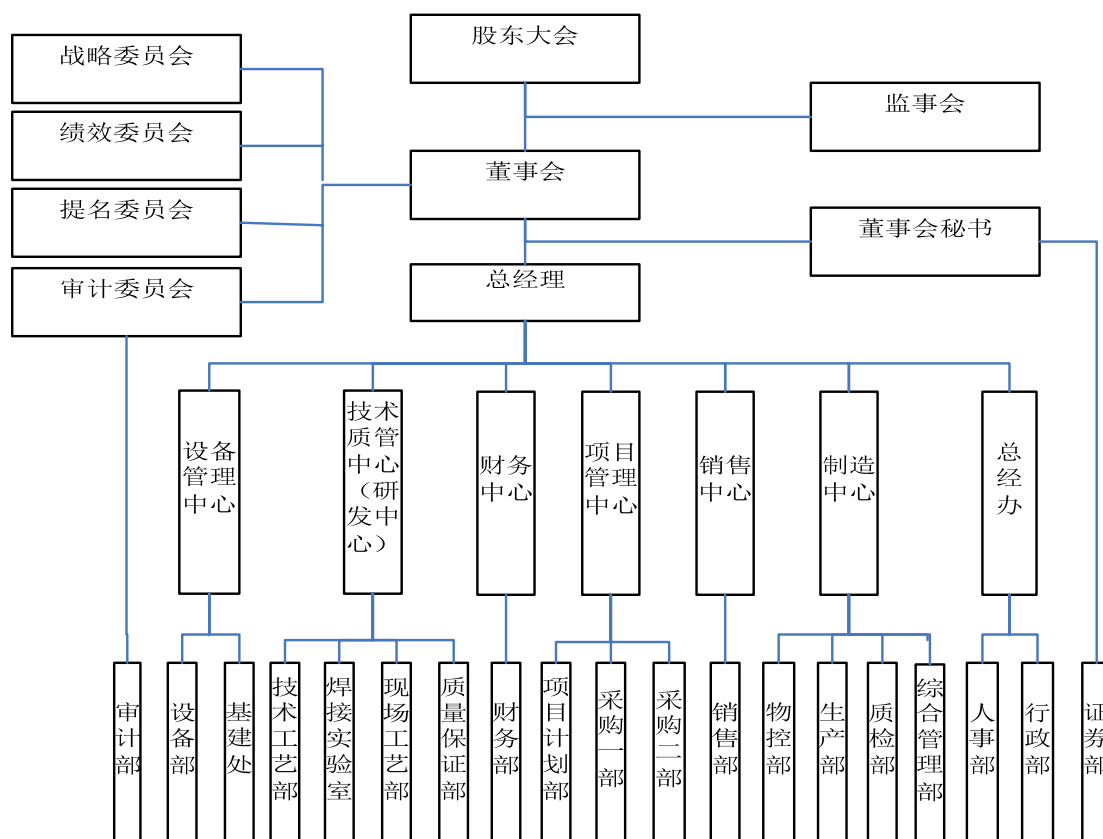 股东大会
战略委员会
监事会
绩效委员会
董事会
提名委员会
董事会秘书
审计委员会
总经理
设备
管理
中心
技术
质管
中心
（研
发中
心）
财务
中心
项目
管理
中心
销售
中心
制造
中心
总
经
办
审计部
设备部
基建处
技术工艺部
焊接实验室
现场工艺部
质量保证部
财务部
项目计划部
采购一部
采购二部
销售部
物控部
生产部
质检部
综合管理部
人事部
行政部
证券部